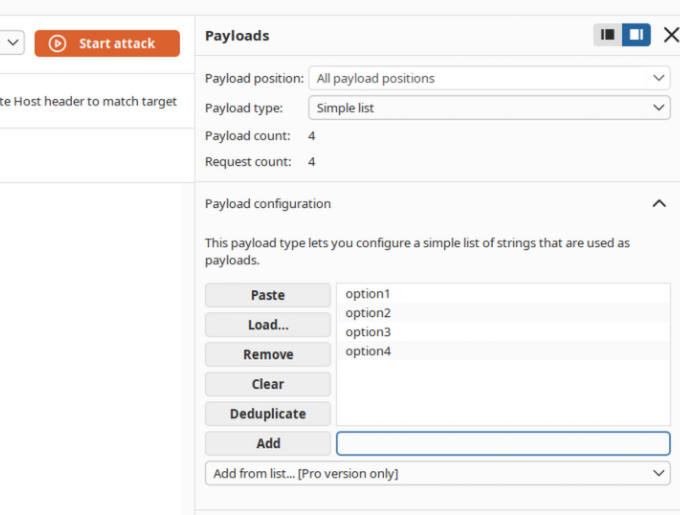 Start attack
te Host header to match target
Payloads
Payload position: All payload positions
Payload type: Simple list
Payload count: 4
Request count: 4
Payload configuration
This payload type lets you configure a simple list of strings that are used as
payloads.
Paste
Load...
Remove
Clear
Deduplicate
option1
option2
option3
option4
Add
Add from list... [Pro version only]